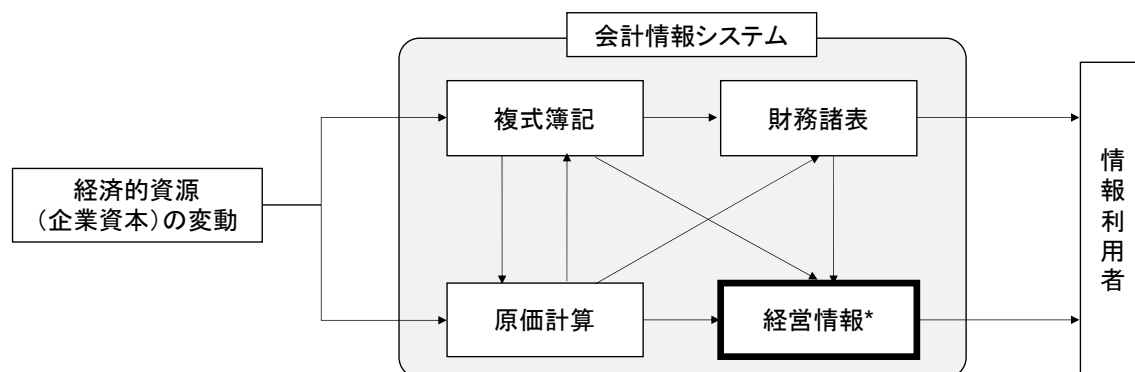 会計情報システム
複式簿記
財務諸表
経済的資源
（企業資本）の変動
原価計算
経営情報*
情報利用者